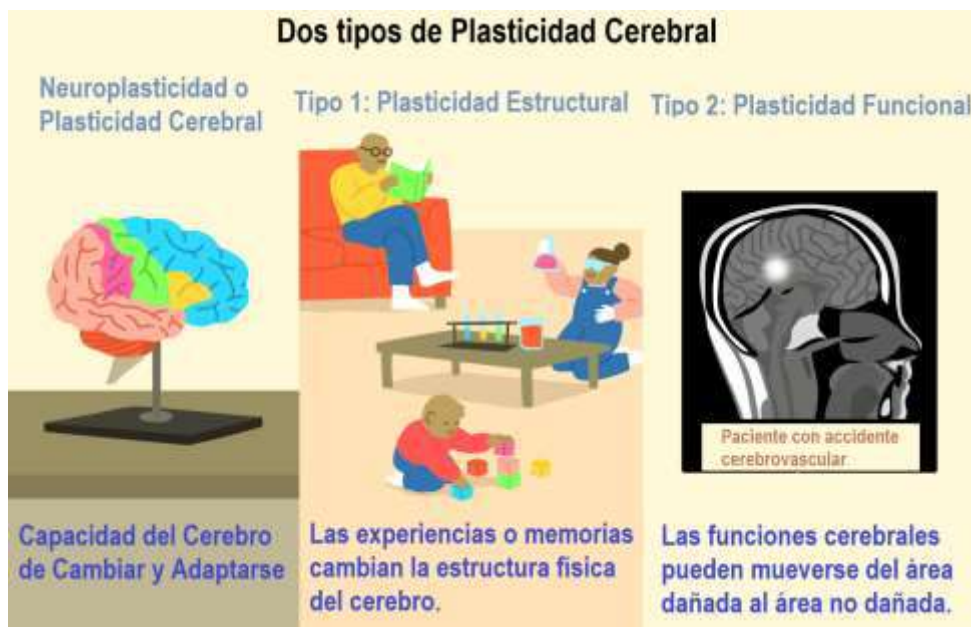 Dos tipos de Plasticidad Cerebral
Neuroplasticidad o
Plasticidad Cerebral
Tipo 1: Plasticidad Estructural
Tipo 2: Plasticidad Funcional
Paciente con accidente
cerebrovascular
Capacidad del Cerebro
de Cambiar y Adaptarse
Las experiencias o memorias
cambian la estructura física
del cerebro.
Las funciones cerebrales
pueden mueverse del área
dañada al área no dañada.